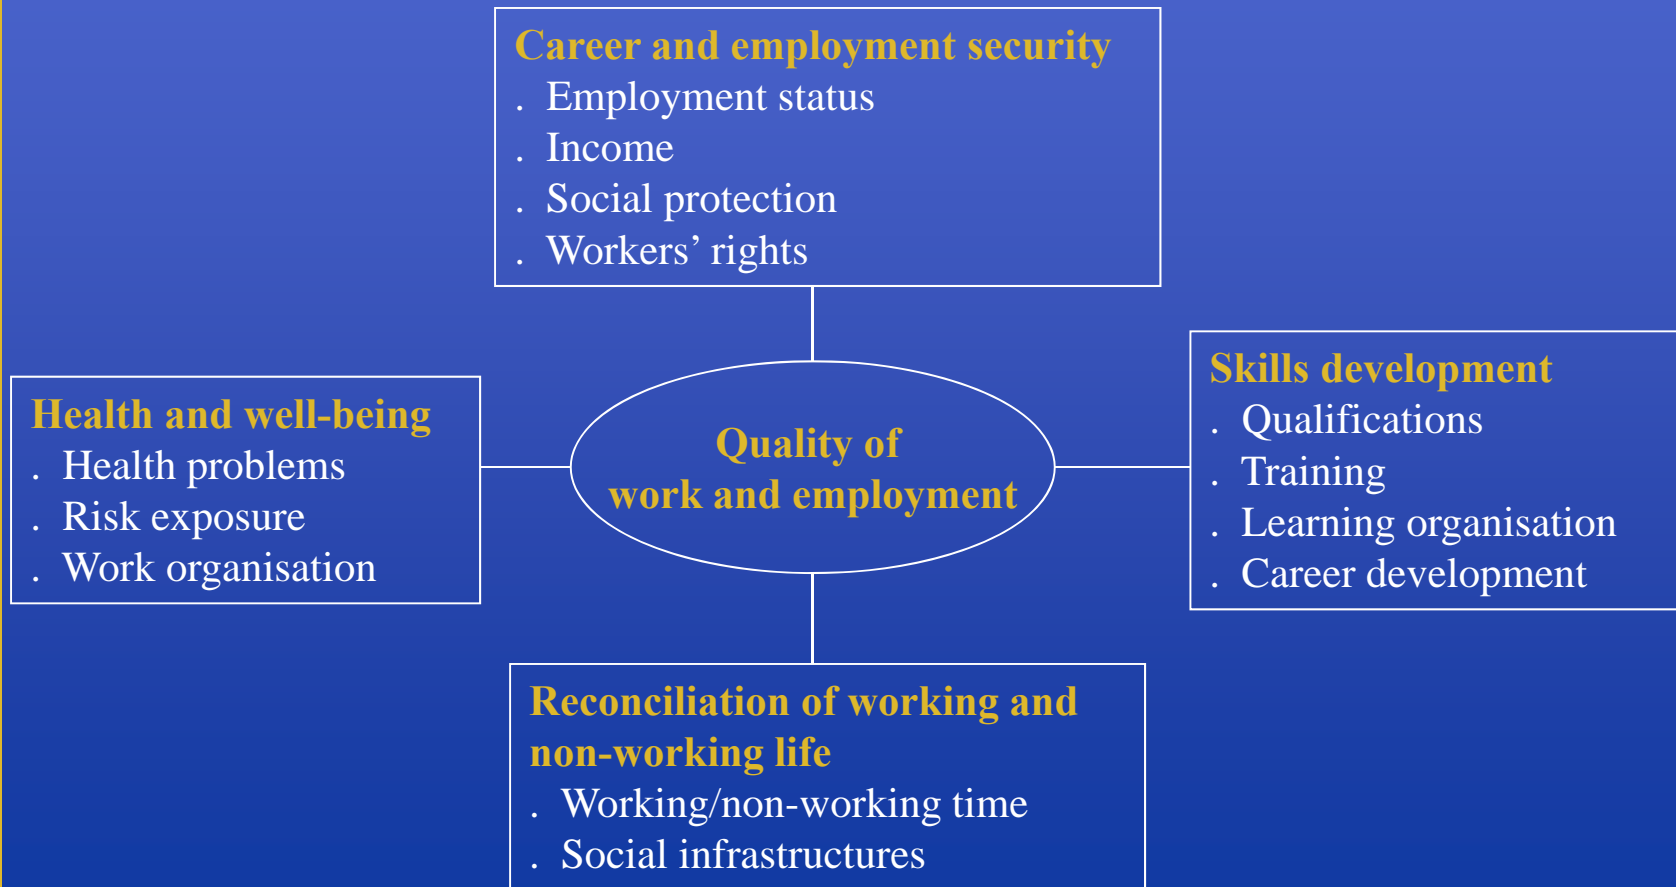 Career and employment security
. Employment status
. Income
. Social protection
. Workers’ rights
Health and well-being
. Health problems
. Risk exposure
. Work organisation
Quality of
work and employment
Skills development
. Qualifications
. Training
. Learning organisation
. Career development
Reconciliation of working and
non-working life
. Working/non-working time
. Social infrastructures